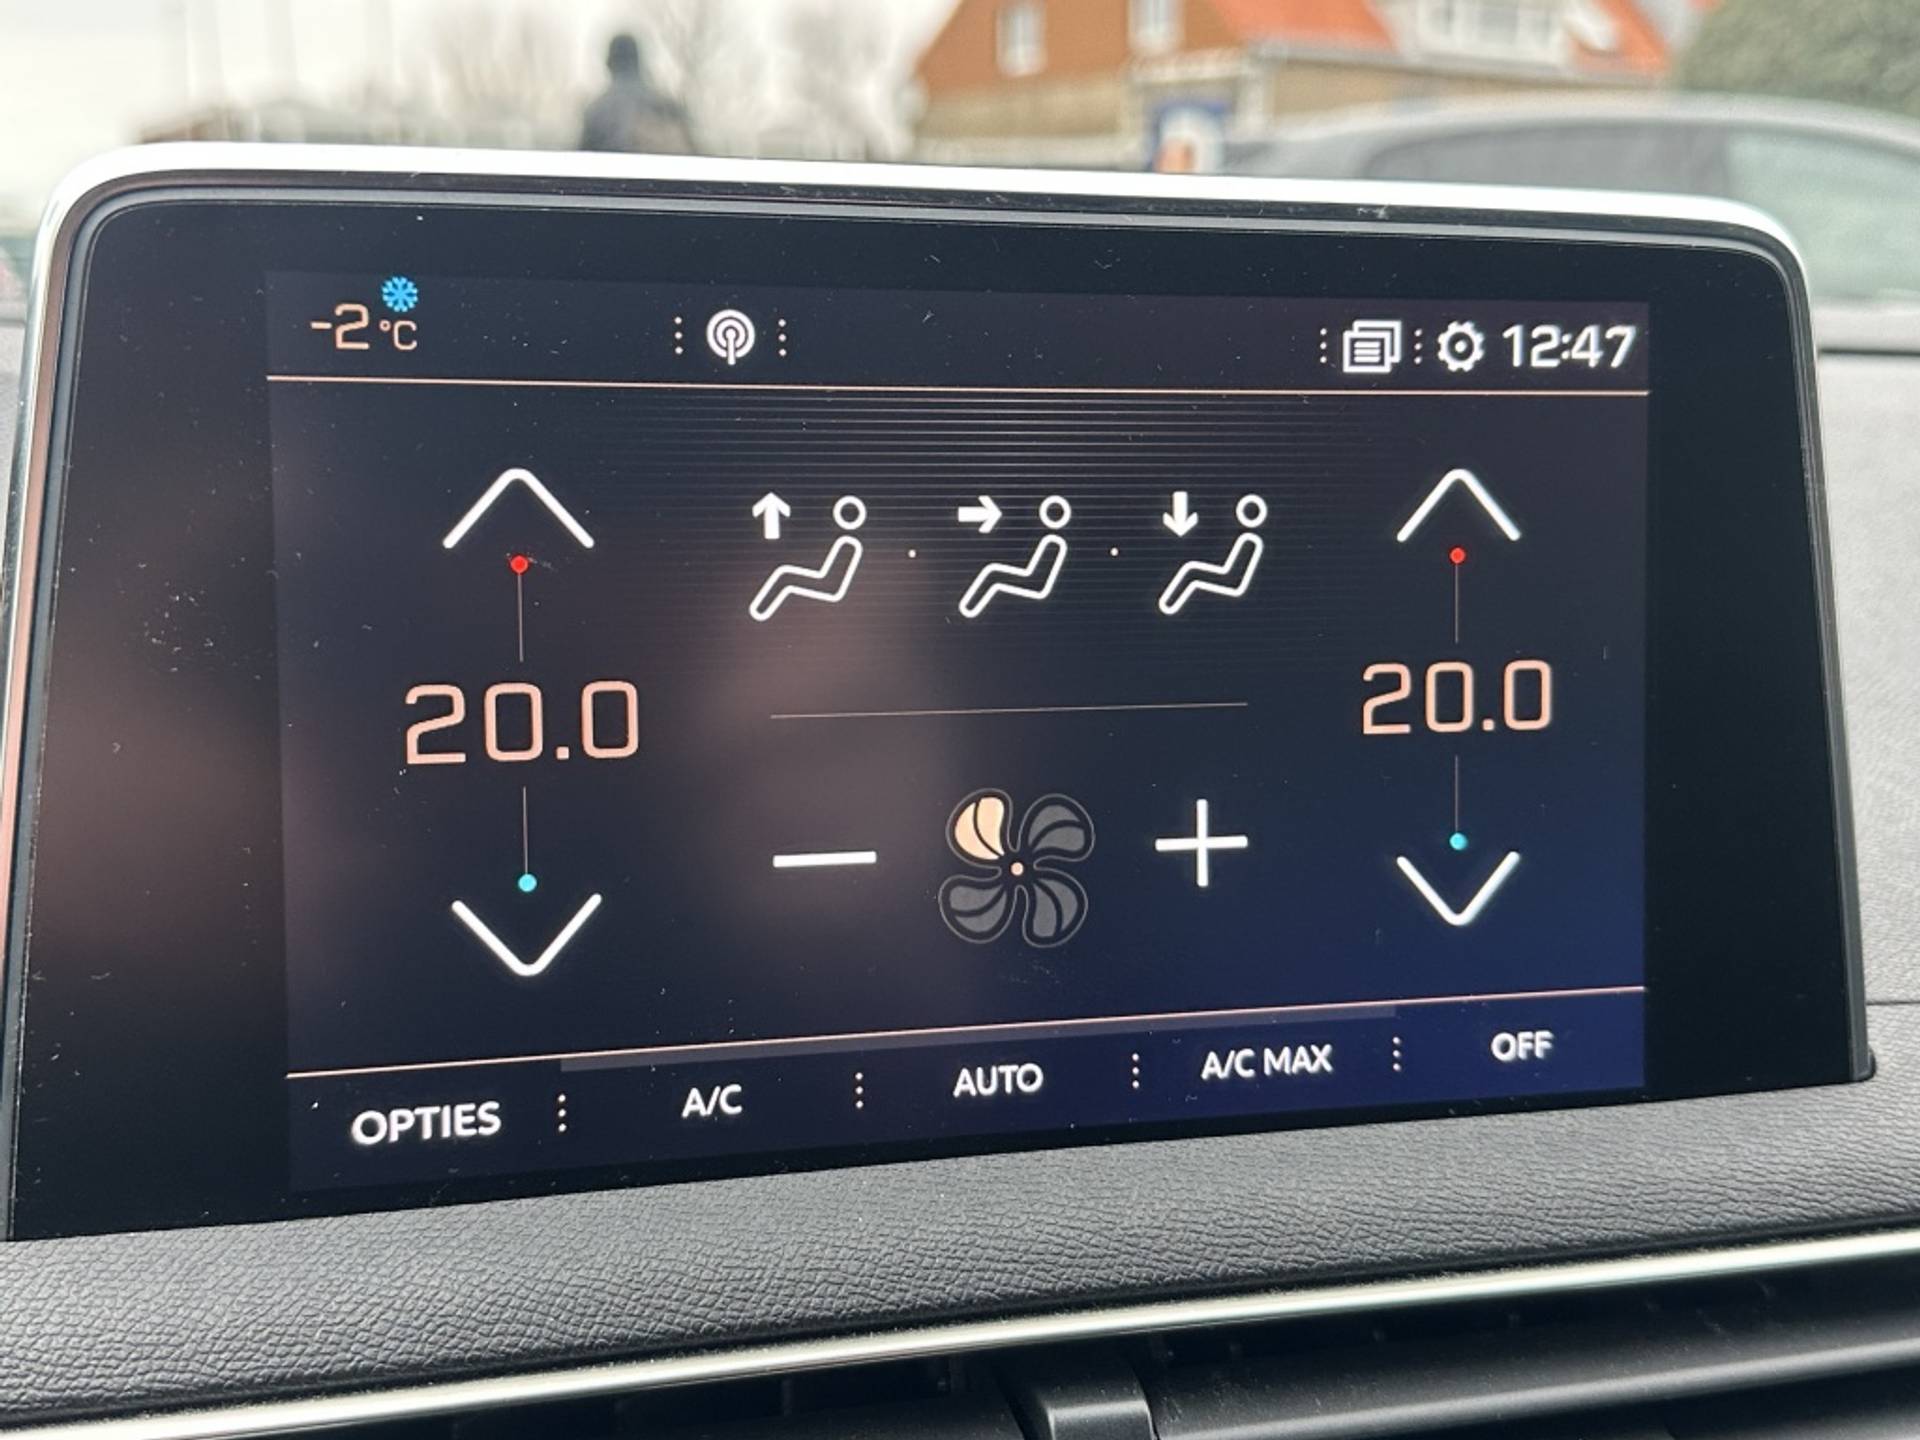 -2 °C
12:47
20.0
20.0
OPTIES
A/C
AUTO
A/C MAX
OFF